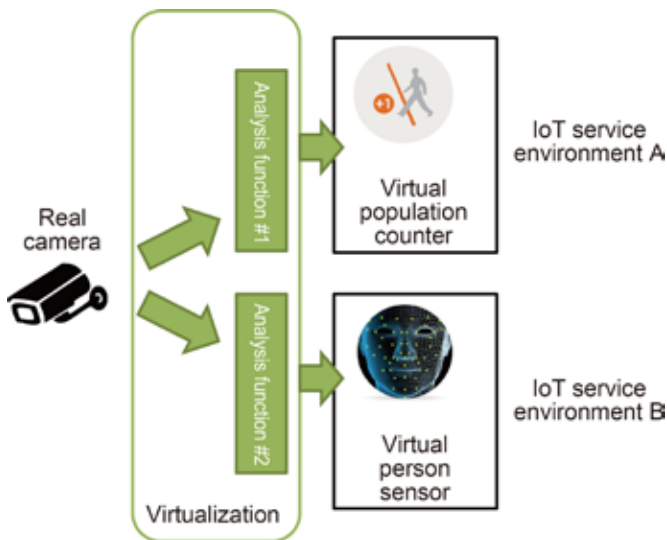 Real
camera
Analysis function #1
Analysis function #2
Virtualization
+1
Virtual
population
counter
IoT service
environment A
Virtual
person
sensor
IoT service
environment B